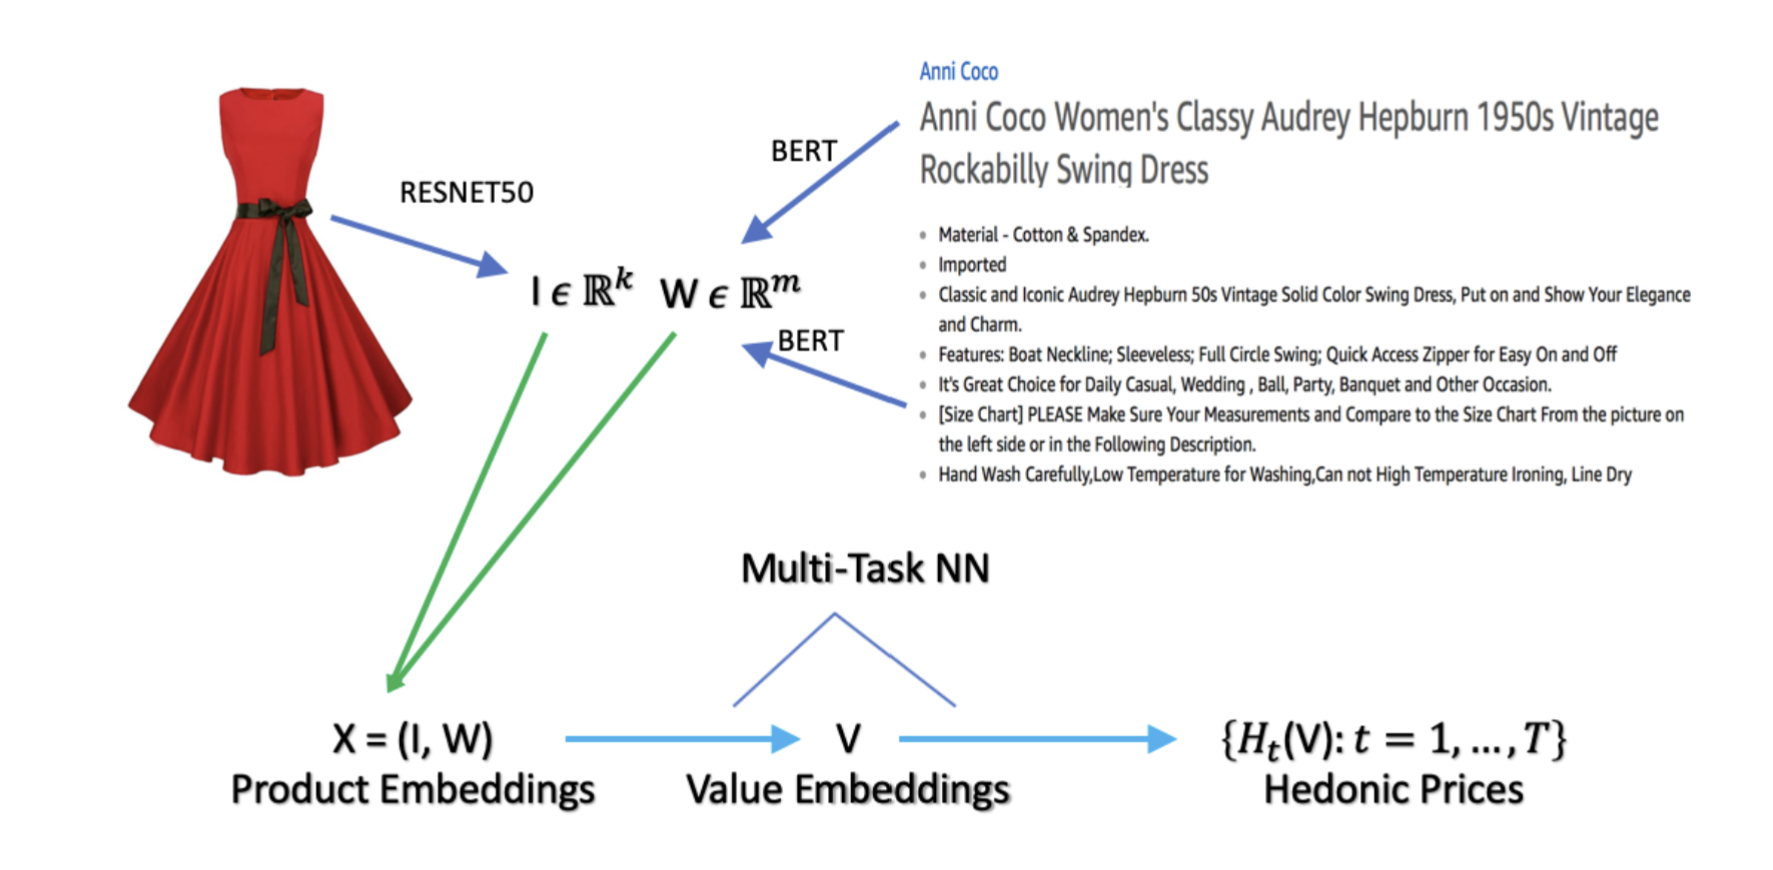 Anni Coco
Anni Coco Women's Classy Audrey Hepburn 1950s Vintage
Rockabilly Swing Dress
BERT
RESNET50
• Material - Cotton & Spandex.
• Imported
• Classic and Iconic Audrey Hepburn 50s Vintage Solid Color Swing Dress, Put on and Show Your Elegance
and Charm.
• Features: Boat Neckline; Sleeveless; Full Circle Swing; Quick Access Zipper for Easy On and Off
• It's Great Choice for Daily Casual, Wedding , Ball, Party, Banquet and Other Occasion.
• [Size Chart] PLEASE Make Sure Your Measurements and Compare to the Size Chart From the picture on
the left side or in the Following Description.
• Hand Wash Carefully,Low Temperature for Washing,Can not High Temperature Ironing, Line Dry
I ϵ ℝᵏ W ϵ ℝᵐ
BERT
Multi-Task NN
X = (I, W)
Product Embeddings
V
Value Embeddings
{Hₜ(V): t = 1, ..., T}
Hedonic Prices